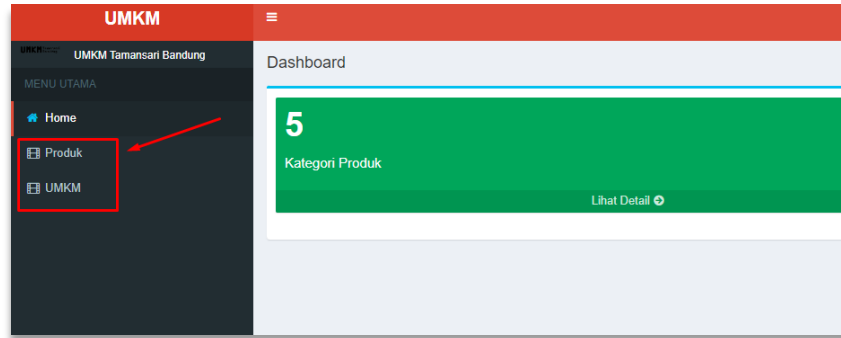 UMKM
UMKM Tamansari Bandung
MENU UTAMA
Home
Produk
UMKM
Dashboard
5
Kategori Produk
Lihat Detail